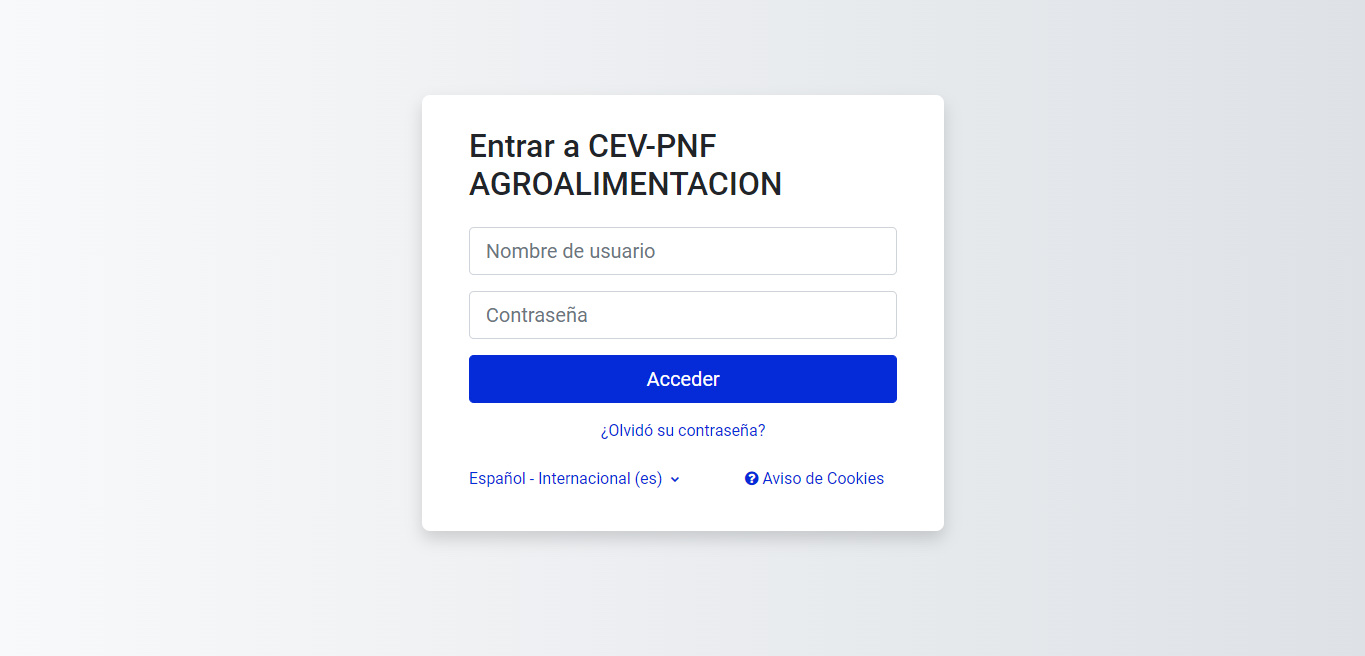 Entrar a CEV-PNF
AGROALIMENTACION
Nombre de usuario
Contraseña
Acceder
¿Olvidó su contraseña?
Español - Internacional (es)
Aviso de Cookies